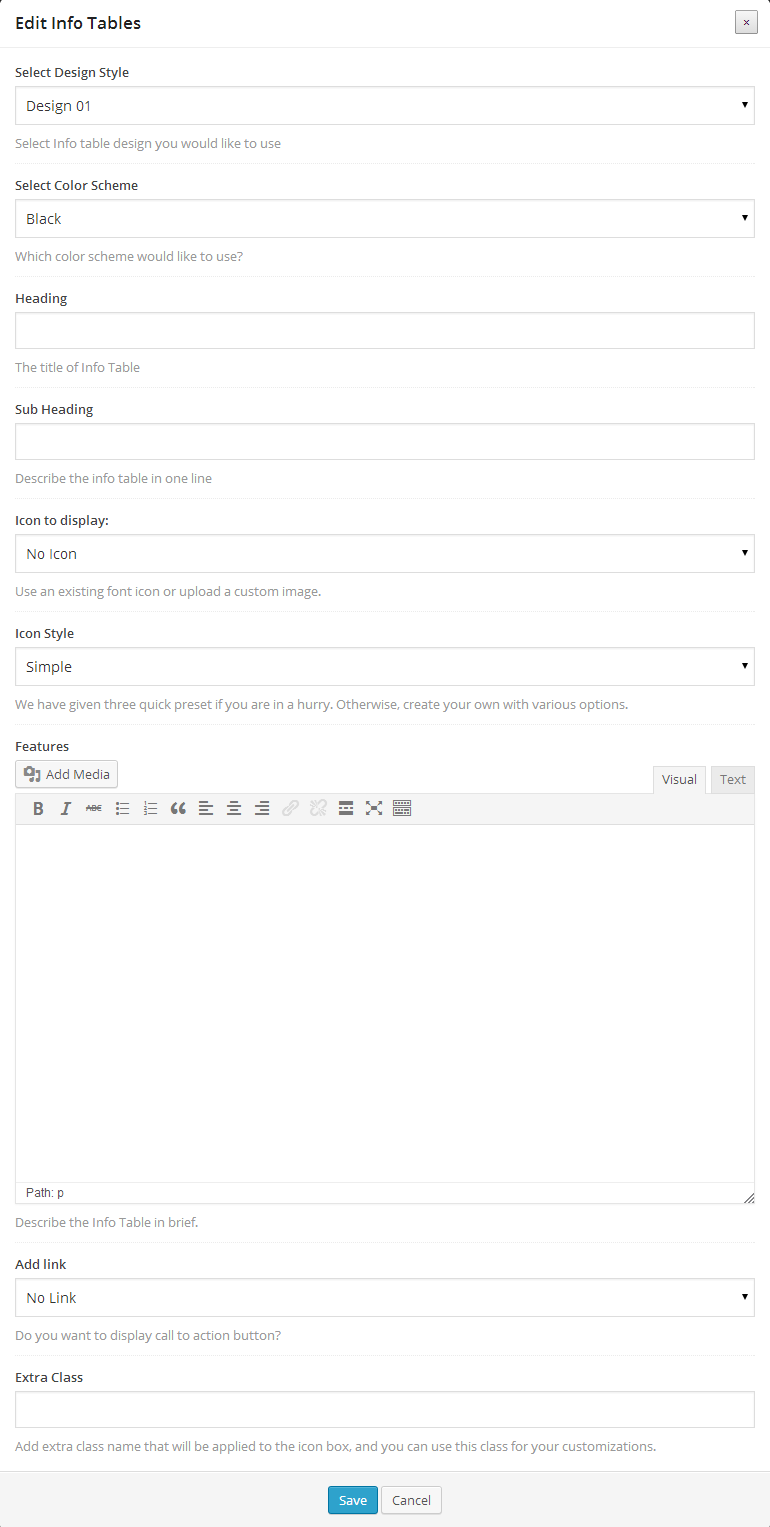 Edit Info Tables
×
Select Design Style
Design 01
Select Info table design you would like to use
Select Color Scheme
Black
Which color scheme would like to use?
Heading
The title of Info Table
Sub Heading
Describe the info table in one line
Icon to display:
No Icon
Use an existing font icon or upload a custom image.
Icon Style
Simple
We have given three quick preset if you are in a hurry. Otherwise, create your own with various options.
Features
Add Media
Visual Text
B I ABC
Path: p
Describe the Info Table in brief.
Add link
No Link
Do you want to display call to action button?
Extra Class
Add extra class name that will be applied to the icon box, and you can use this class for your customizations.
Save Cancel